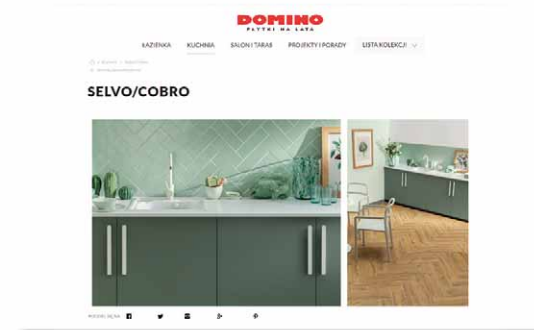 DOMINO
PŁYTKI NA LATA
ŁAZIENKA KUCHNIA SALON I TARAS PROJEKTY I PORADY LISTA KOLEKCJI
SELVO/COBRO